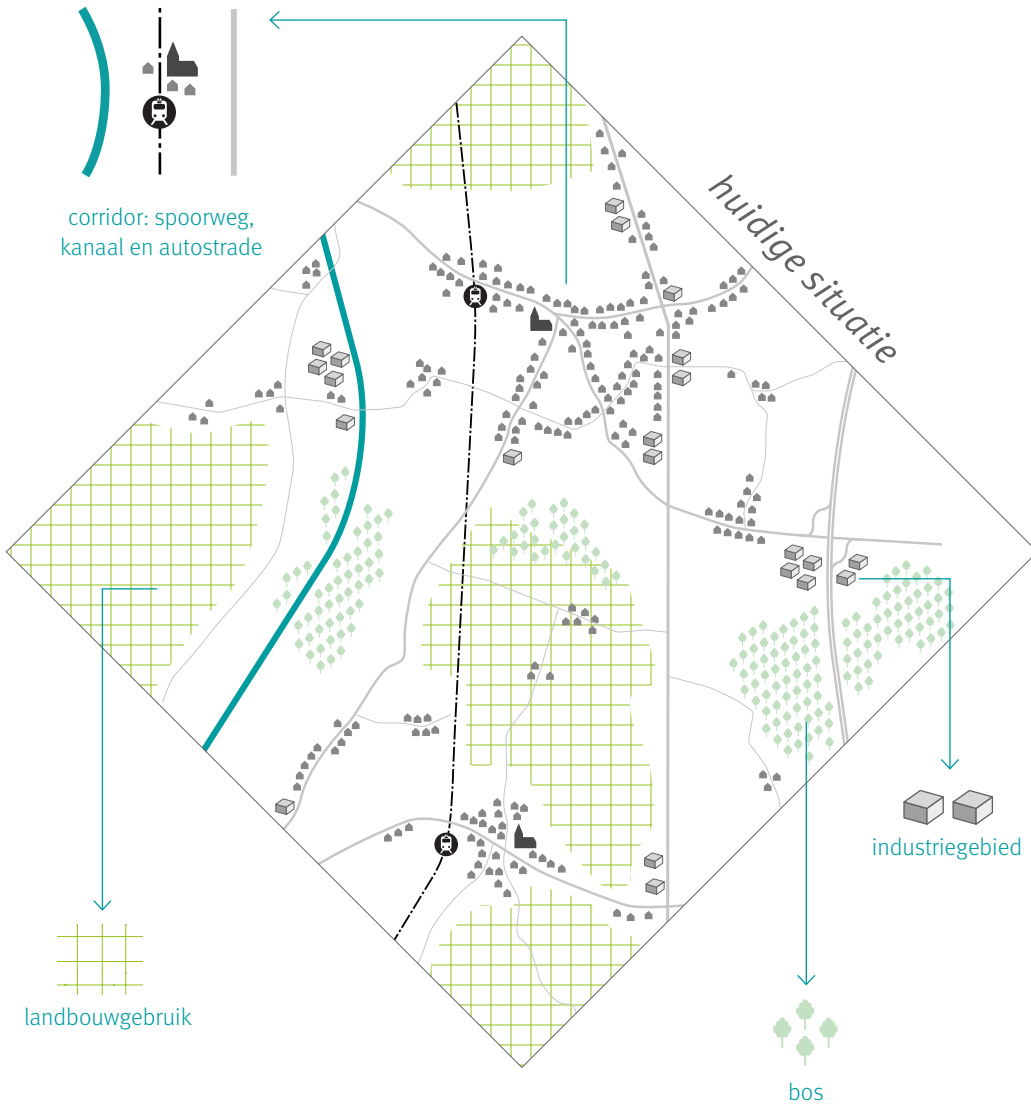 corridor: spoorweg,
kanaal en autostrade
huidige situatie
industriegebied
landbouwgebruik
bos